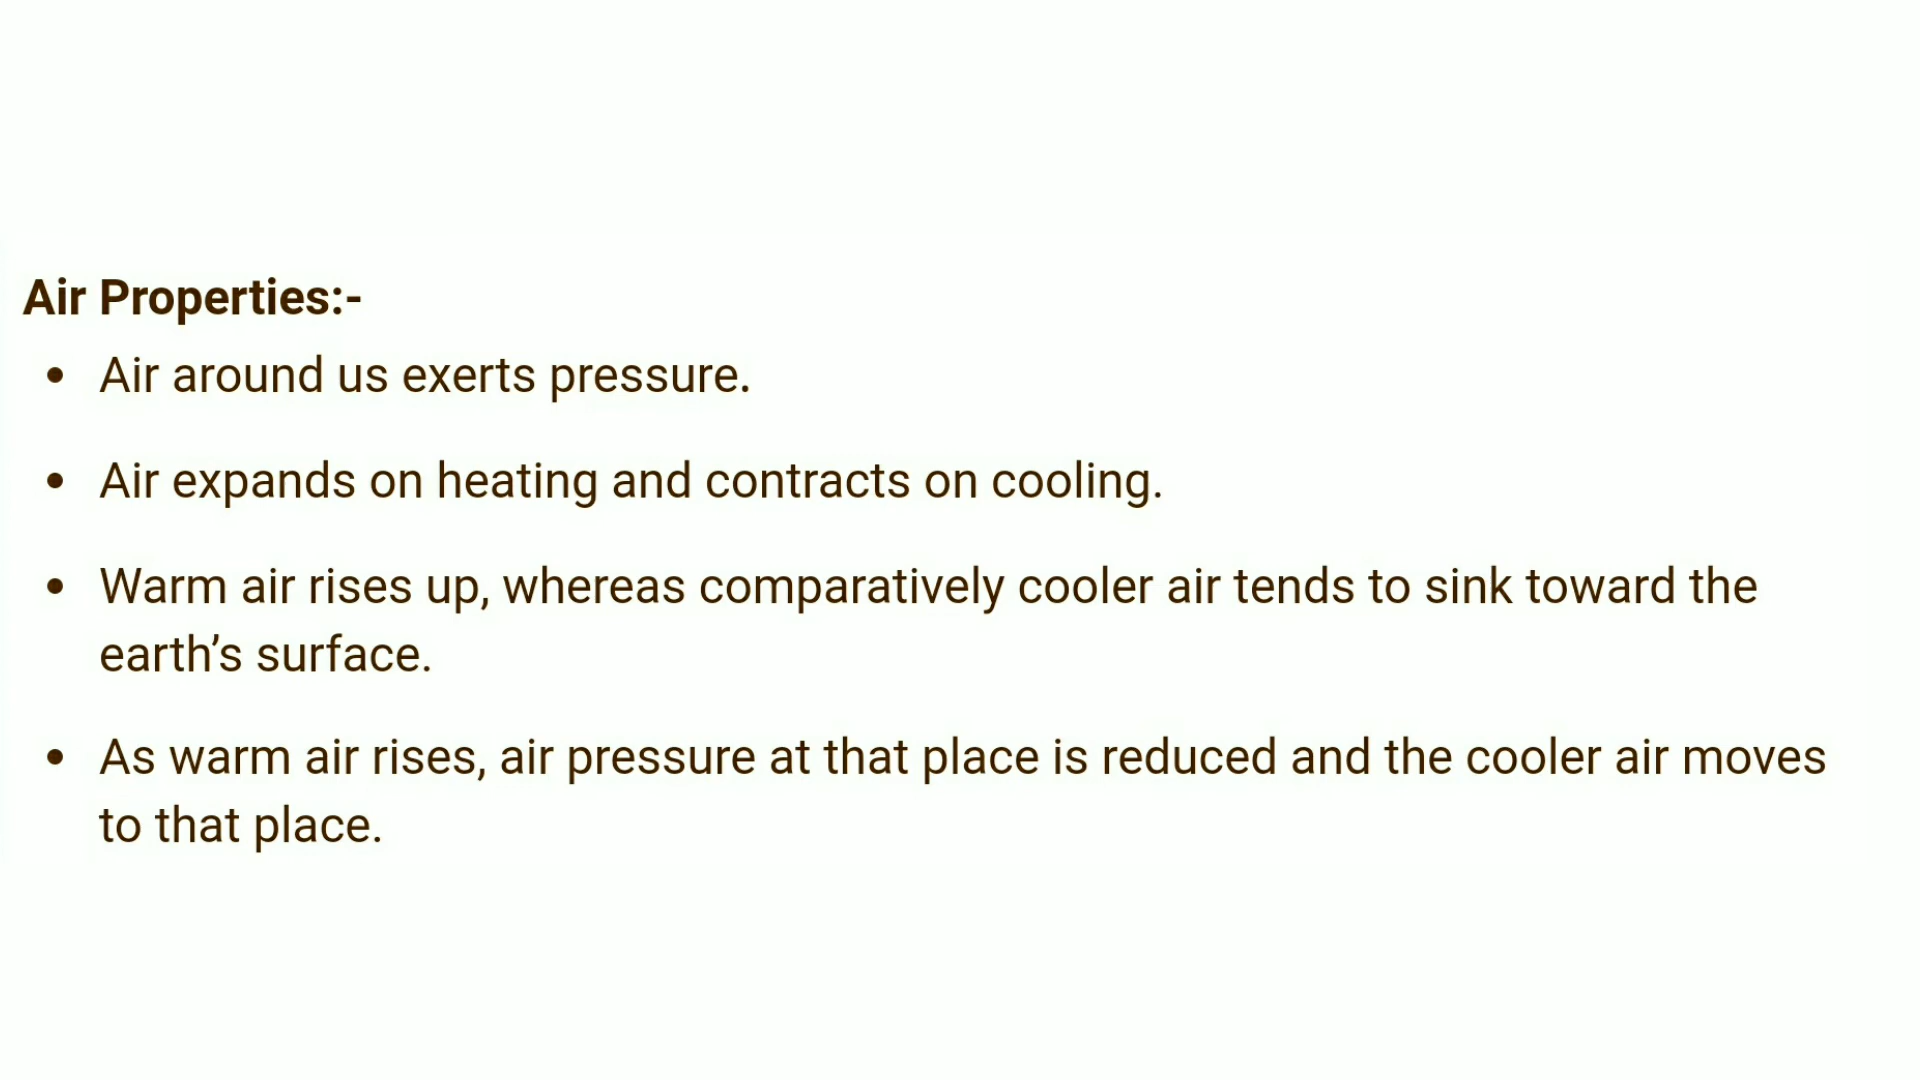 Air Properties:-
• Air around us exerts pressure.
• Air expands on heating and contracts on cooling.
• Warm air rises up, whereas comparatively cooler air tends to sink toward the
earth’s surface.
• As warm air rises, air pressure at that place is reduced and the cooler air moves
to that place.